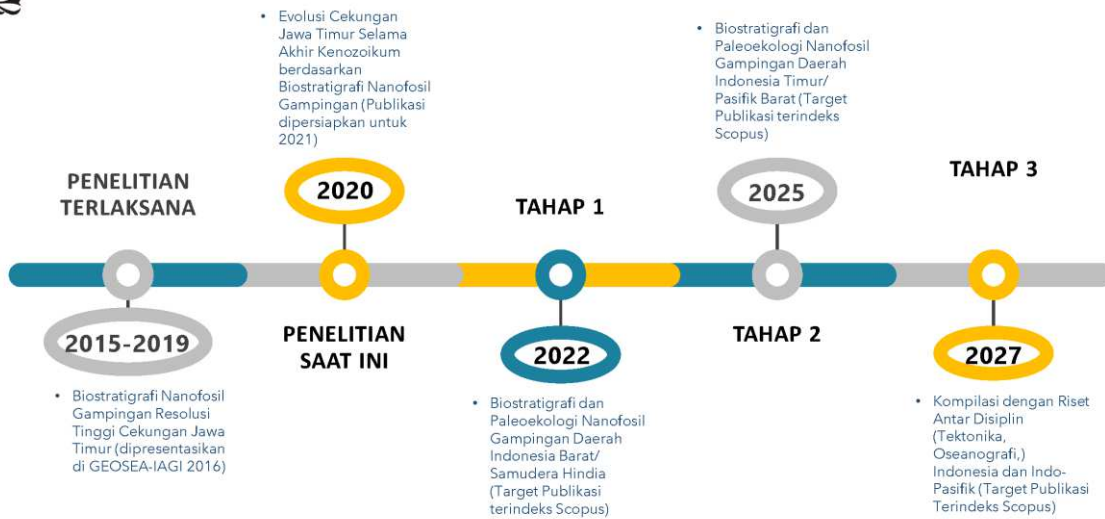 PENELITIAN
TERLAKSANA
2015-2019
• Biostratigrafi Nanofosil
Gampingan Resolusi
Tinggi Cekungan Jawa
Timur (dipresentasikan
di GEOSEA-IAGI 2016)
• Evolusi Cekungan
Jawa Timur Selama
Akhir Kenozoikum
berdasarkan
Biostratigrafi Nanofosil
Gampingan (Publikasi
dipersiapkan untuk
2021)
2020
PENELITIAN
SAAT INI
TAHAP 1
2022
• Biostratigrafi dan
Paleoekologi Nanofosil
Gampingan Daerah
Indonesia Barat/
Samudera Hindia
(Target Publikasi
terindeks Scopus)
• Biostratigrafi dan
Paleoekologi Nanofosil
Gampingan Daerah
Indonesia Timur/
Pasifik Barat (Target
Publikasi terindeks
Scopus)
2025
TAHAP 2
TAHAP 3
2027
• Kompilasi dengan Riset
Antar Disiplin
(Tektonika,
Oseanografi,)
Indonesia dan Indo-
Pasifik (Target Publikasi
Terindeks Scopus)